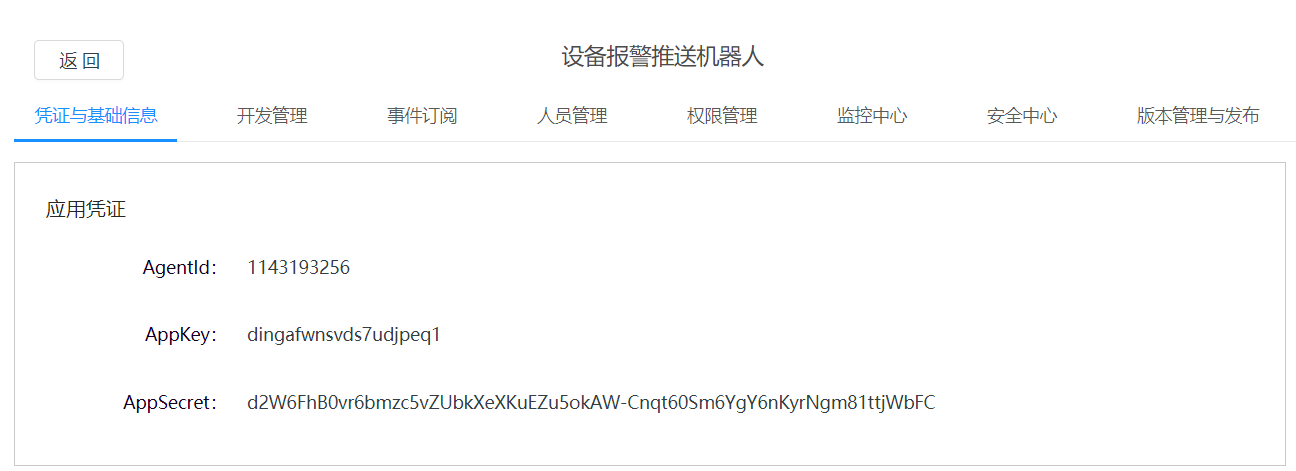 返 回
设备报警推送机器人
凭证与基础信息 开发管理 事件订阅 人员管理 权限管理 监控中心 安全中心 版本管理与发布
应用凭证
AgentId： 1143193256
AppKey： dingafwnsvds7udjpeq1
AppSecret： d2W6FhB0vr6bmzc5vZUbkXeXKuEZu5okAW-Cnqt60Sm6YgY6nKyrNgm81ttjWbFC